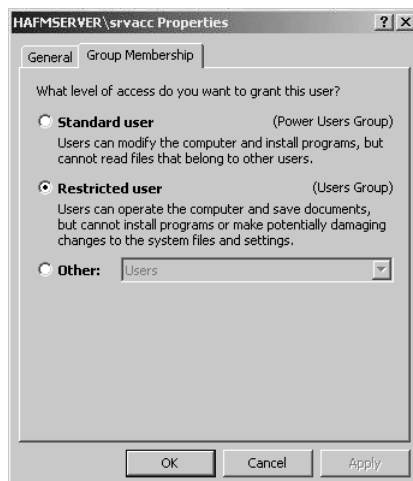 HAFMSERVER\srvacc Properties
General
Group Membership
What level of access do you want to grant this user?
Standard user (Power Users Group)
Users can modify the computer and install programs, but
cannot read files that belong to other users.
Restricted user (Users Group)
Users can operate the computer and save documents,
but cannot install programs or make potentially damaging
changes to the system files and settings.
Other: Users
OK
Cancel
Apply